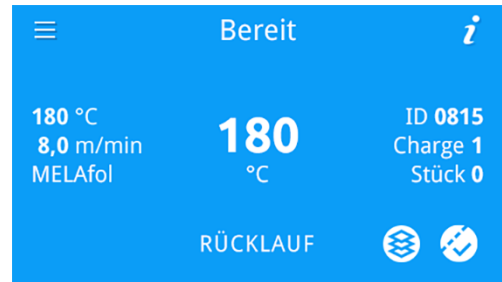 Bereit
i
180 °C
8,0 m/min
MELAfol
180
°C
ID 0815
Charge 1
Stück 0
RÜCKLAUF